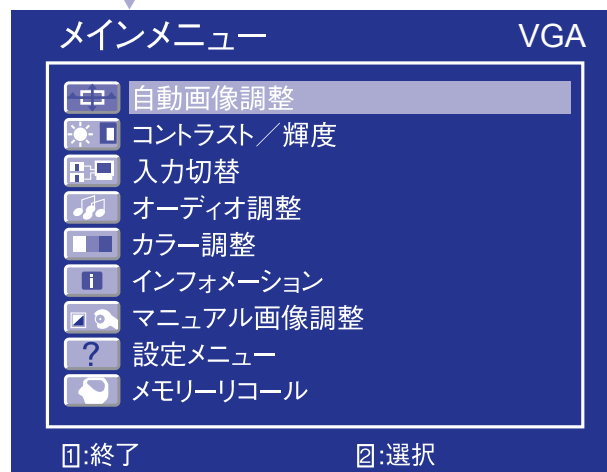 メインメニュー VGA
自動画像調整
コントラスト／輝度
入力切替
オーディオ調整
カラー調整
インフォメーション
マニュアル画像調整
設定メニュー
メモリーリコール
1:終了 2:選択